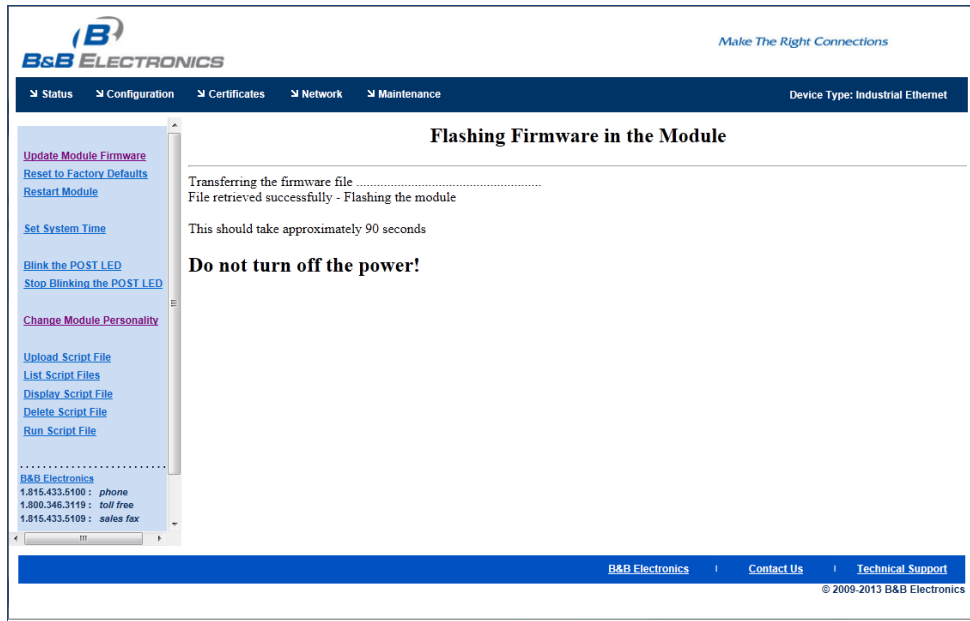 B
B&B ELECTRONICS
Make The Right Connections
Status Configuration Certificates Network Maintenance Device Type: Industrial Ethernet
Update Module Firmware
Reset to Factory Defaults
Restart Module
Set System Time
Blink the POST LED
Stop Blinking the POST LED
Change Module Personality
Upload Script File
List Script Files
Display Script File
Delete Script File
Run Script File
B&B Electronics
1.815.433.5100 : phone
1.800.346.3119 : toll free
1.815.433.5109 : sales fax
Flashing Firmware in the Module
Transferring the firmware file ......................................................
File retrieved successfully - Flashing the module
This should take approximately 90 seconds
Do not turn off the power!
B&B Electronics | Contact Us | Technical Support
© 2009-2013 B&B Electronics